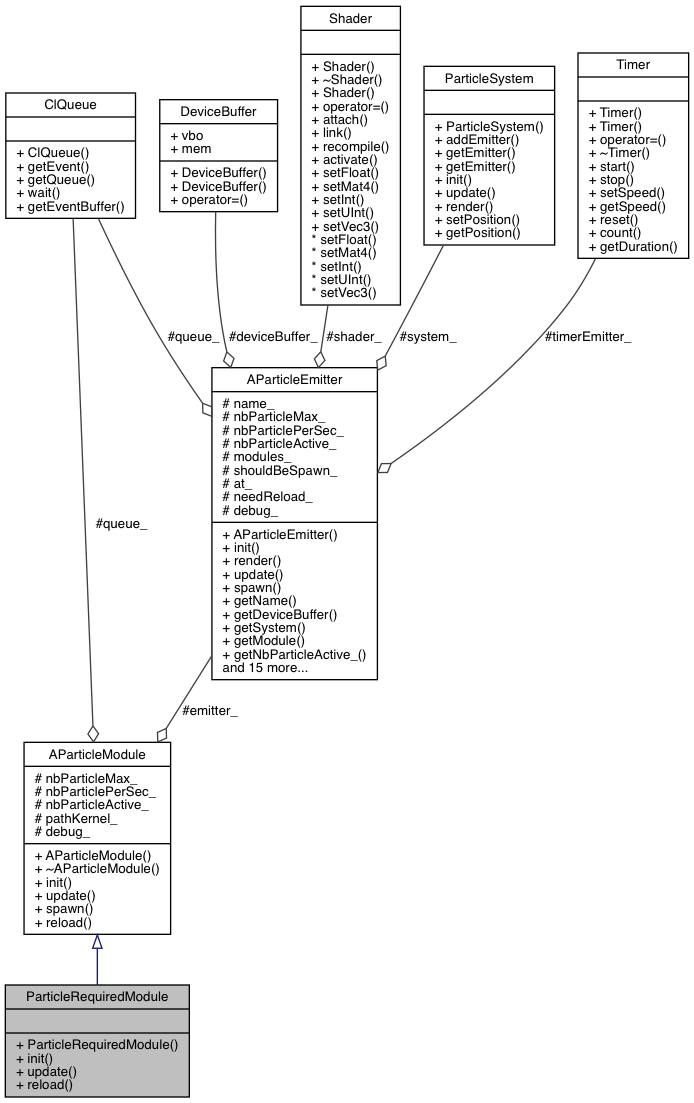 Shader
+ Shader()
+ ~Shader()
+ Shader()
+ operator=()
+ attach()
+ link()
+ recompile()
+ activate()
+ setFloat()
+ setMat4()
+ setInt()
+ setUInt()
+ setVec3()
* setFloat()
* setMat4()
* setInt()
* setUInt()
* setVec3()
Timer
+ Timer()
+ Timer()
+ operator=()
+ ~Timer()
+ start()
+ stop()
+ setSpeed()
+ getSpeed()
+ reset()
+ count()
+ getDuration()
ParticleSystem
+ ParticleSystem()
+ addEmitter()
+ getEmitter()
+ getEmitter()
+ init()
+ update()
+ render()
+ setPosition()
+ getPosition()
ClQueue
+ ClQueue()
+ getEvent()
+ getQueue()
+ wait()
+ getEventBuffer()
DeviceBuffer
+ vbo
+ mem
+ DeviceBuffer()
+ DeviceBuffer()
+ operator=()
#queue_
#deviceBuffer_
#shader_
#system_
#timerEmitter_
AParticleEmitter
# name_
# nbParticleMax_
# nbParticlePerSec_
# nbParticleActive_
# modules_
# shouldBeSpawn_
# at_
# needReload_
# debug_
+ AParticleEmitter()
+ init()
+ render()
+ update()
+ spawn()
+ getName()
+ getDeviceBuffer()
+ getSystem()
+ getModule()
+ getNbParticleActive_()
and 15 more...
#queue_
#emitter_
AParticleModule
# nbParticleMax_
# nbParticlePerSec_
# nbParticleActive_
# pathKernel_
# debug_
+ AParticleModule()
+ ~AParticleModule()
+ init()
+ update()
+ spawn()
+ reload()
ParticleRequiredModule
+ ParticleRequiredModule()
+ init()
+ update()
+ reload()